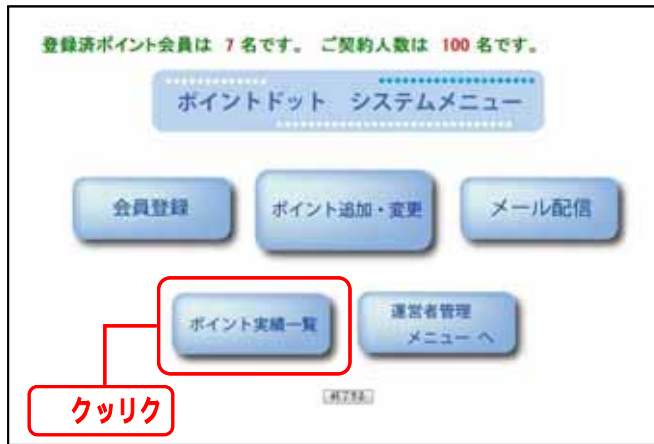 登録済ポイント会員は 7 名です。 ご契約人数は 100 名です。
ポイントドット システムメニュー
会員登録
ポイント追加・変更
メール配信
ポイント実績一覧
運営者管理
メニュー へ
クッリク
終了する